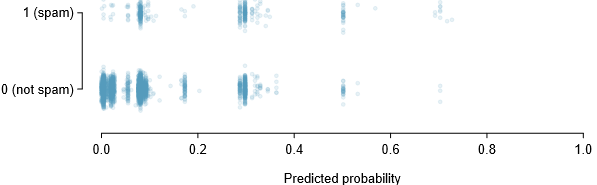 1 (spam)
0 (not spam)
0.0 0.2 0.4 0.6 0.8 1.0
Predicted probability